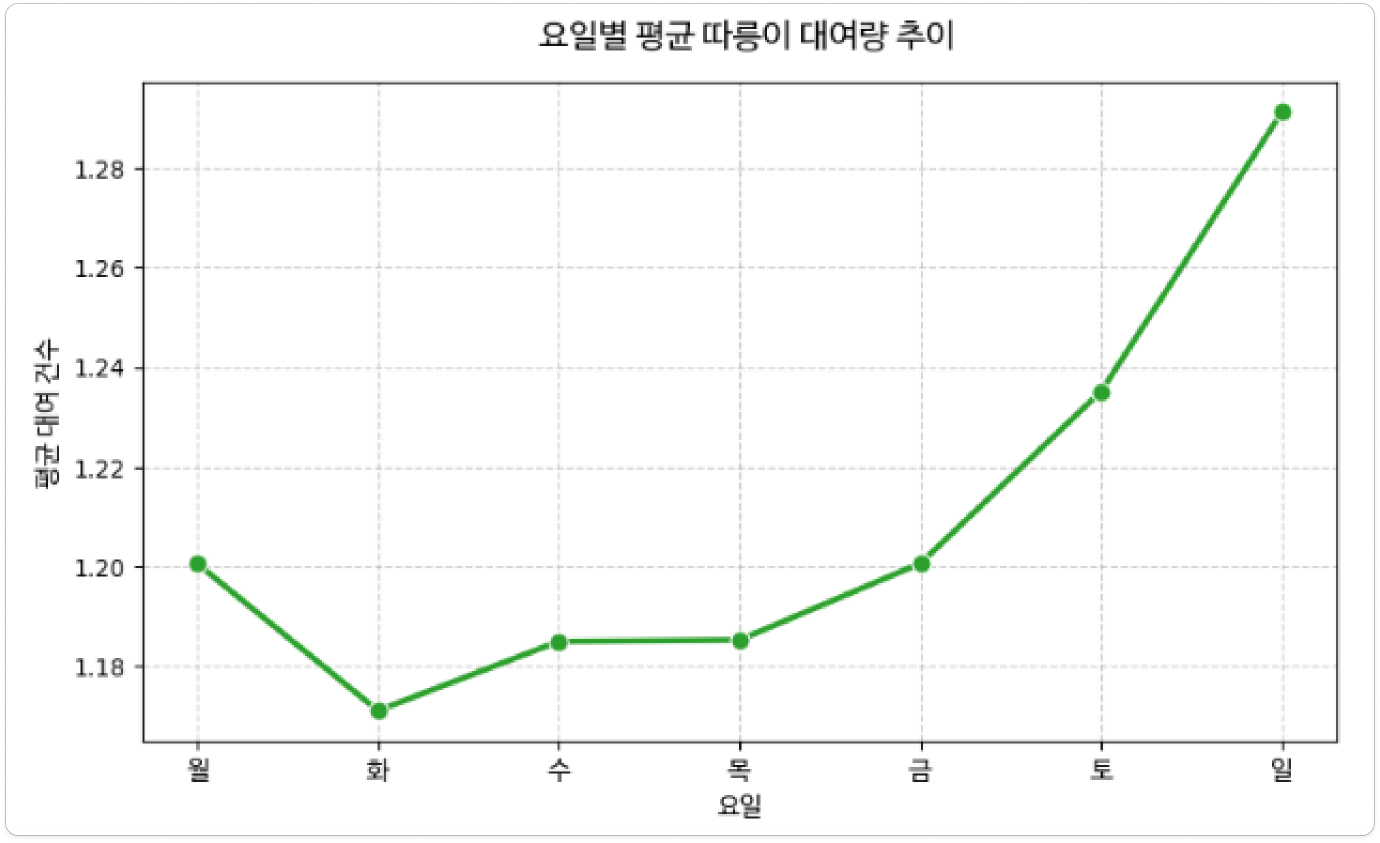 요일별 평균 따릉이 대여량 추이
평균 대여 건수
1.28
1.26
1.24
1.22
1.20
1.18
월 화 수 목 금 토 일
요일